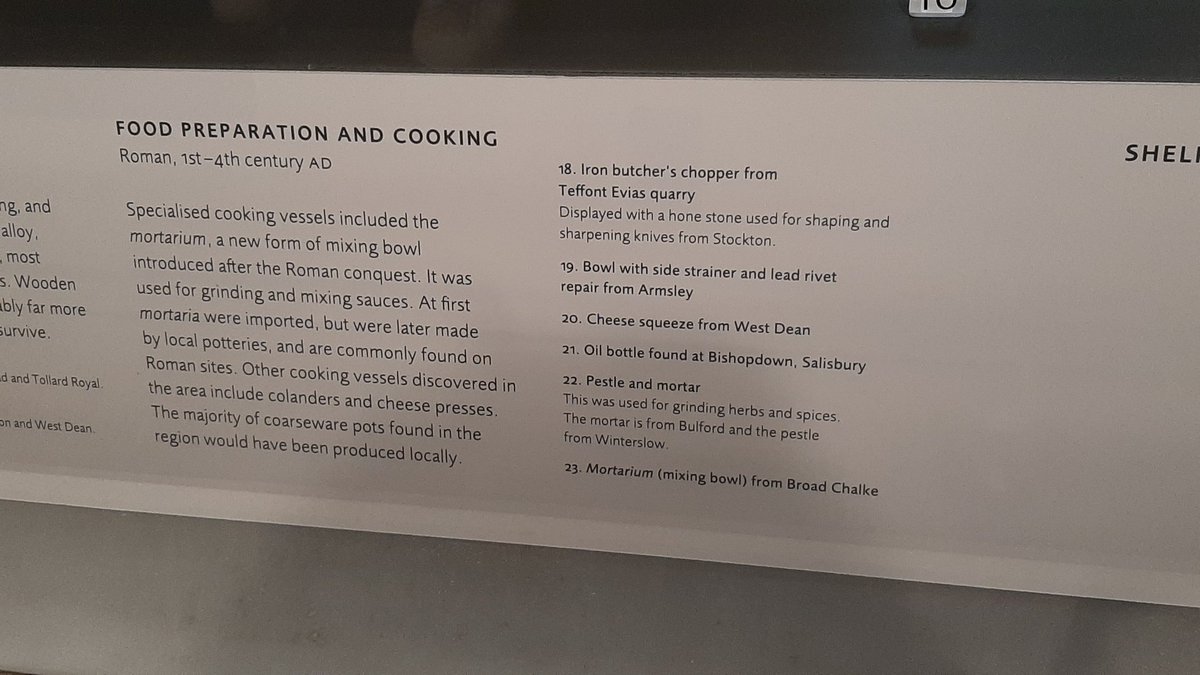 10
FOOD PREPARATION AND COOKING
Roman, 1st–4th century AD
Specialised cooking vessels included the
mortarium, a new form of mixing bowl
introduced after the Roman conquest. It was
used for grinding and mixing sauces. At first
mortaria were imported, but were later made
by local potteries, and are commonly found on
Roman sites. Other cooking vessels discovered in
the area include colanders and cheese presses.
The majority of coarseware pots found in the
region would have been produced locally.
18. Iron butcher's chopper from
Teffont Evias quarry
Displayed with a hone stone used for shaping and
sharpening knives from Stockton.
19. Bowl with side strainer and lead rivet
repair from Armsley
20. Cheese squeeze from West Dean
21. Oil bottle found at Bishopdown, Salisbury
22. Pestle and mortar
This was used for grinding herbs and spices.
The mortar is from Bulford and the pestle
from Winterslow.
23. Mortarium (mixing bowl) from Broad Chalke
and
alloy,
most
Wooden
far more
survive.
and Tollard Royal.
and West Dean.